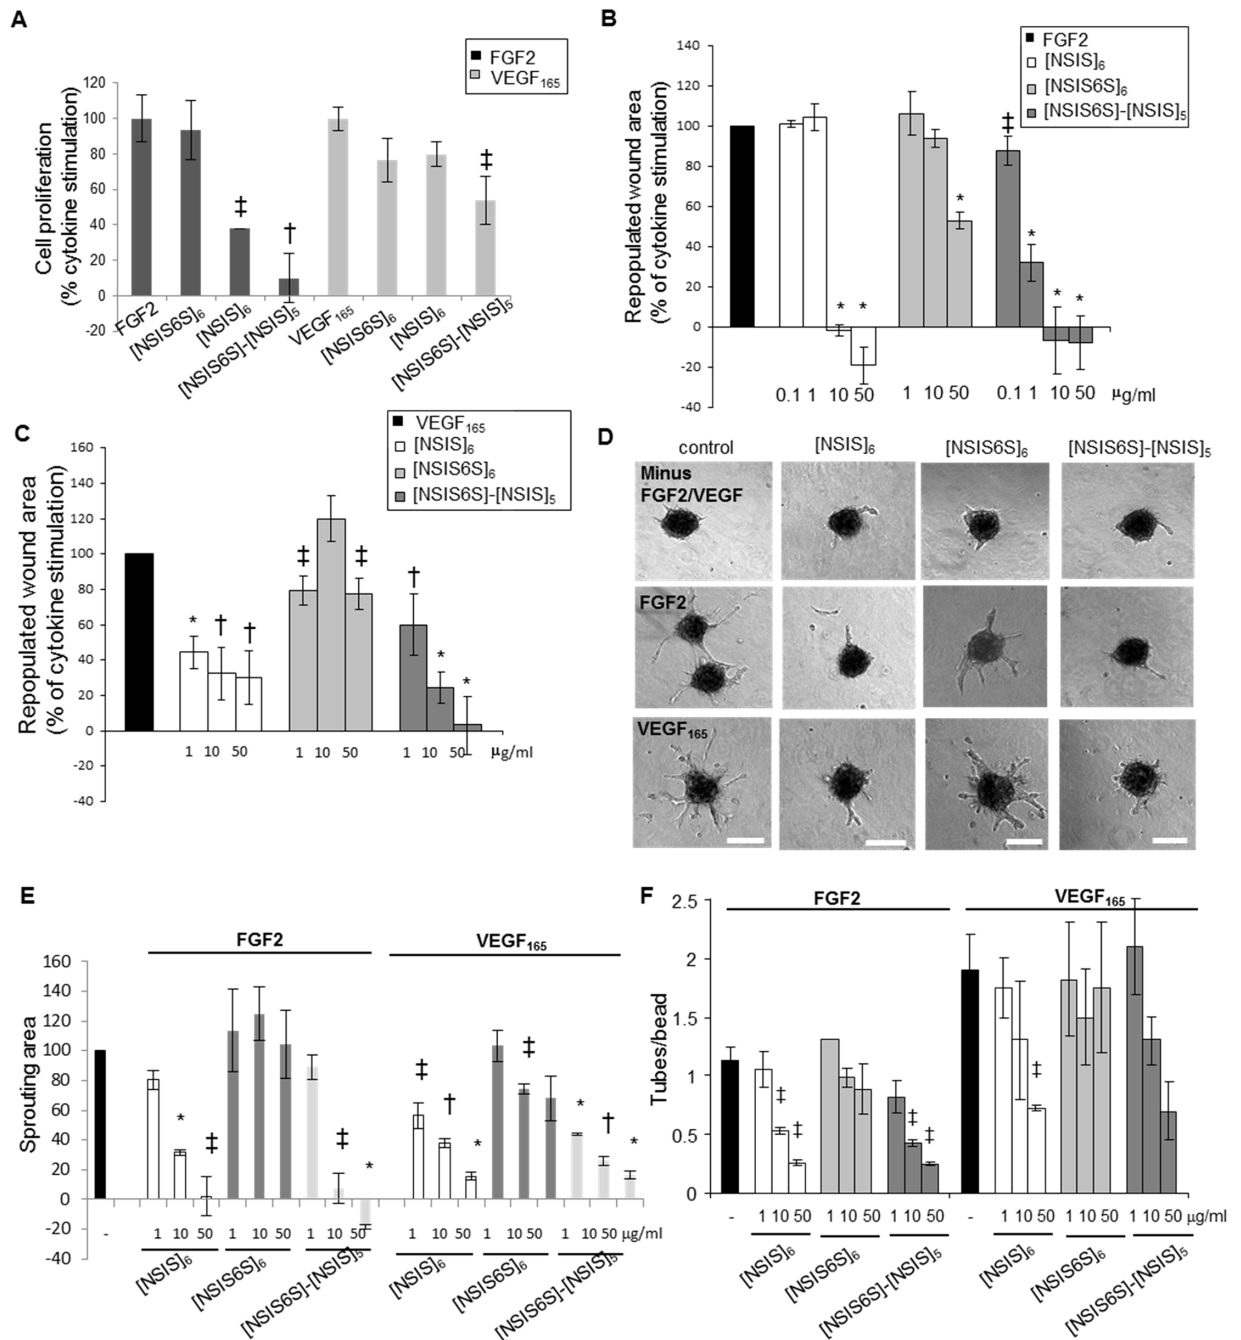 A
FGF2
VEGF165
Cell proliferation
(% cytokine stimulation)
120
100
80
60
40
20
0
-20
‡
†
‡
FGF2
[NSIS6S]6
[NSIS]6
[NSIS6S]-[NSIS]5
VEGF165
[NSIS6S]6
[NSIS]6
[NSIS6S]-[NSIS]5
B
FGF2
[NSIS]6
[NSIS6S]6
[NSIS6S]-[NSIS]5
Repopulated wound area
(% of cytokine stimulation)
140
120
100
80
60
40
20
0
-20
-40
* * * ‡ * * *
0.1 1 10 50 1 10 50 0.1 1 10 50 μg/ml
C
VEGF165
[NSIS]6
[NSIS6S]6
[NSIS6S]-[NSIS]5
Repopulated wound area
(% of cytokine stimulation)
160
140
120
100
80
60
40
20
0
-20
-40
* † † ‡ ‡ † * *
1 10 50 1 10 50 1 10 50 μg/ml
D
control [NSIS]6 [NSIS6S]6 [NSIS6S]-[NSIS]5
Minus
FGF2/VEGF
FGF2
VEGF165
E
FGF2 VEGF165
Sprouting area
160
140
120
100
80
60
40
20
0
-20
-40
* ‡ ‡ * ‡ † * ‡ * † *
- 1 10 50 1 10 50 1 10 50 1 10 50 1 10 50 1 10 50 μg/ml
[NSIS]6
[NSIS6S]6
[NSIS6S]-[NSIS]5
[NSIS]6
[NSIS6S]6
[NSIS6S]-[NSIS]5
F
FGF2 VEGF165
Tubes/bead
2.5
2
1.5
1
0.5
0
‡ ‡ ‡ ‡ ‡
- 1 10 50 1 10 50 1 10 50 - 1 10 50 1 10 50 1 10 50 μg/ml
[NSIS]6
[NSIS6S]6
[NSIS6S]-[NSIS]5
[NSIS]6
[NSIS6S]6
[NSIS6S]-[NSIS]5